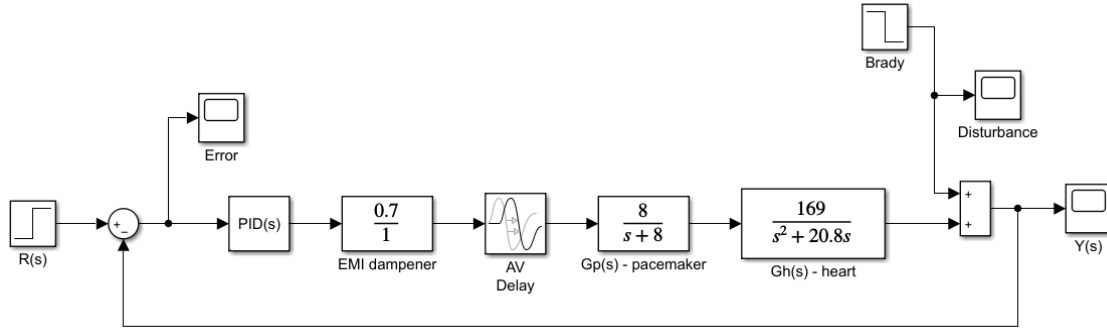 Brady
Disturbance
Error
R(s)
+
−
PID(s)
0.7
1
EMI dampener
AV
Delay
8
s + 8
Gp(s) - pacemaker
169
s² + 20.8s
Gh(s) - heart
+
+
Y(s)